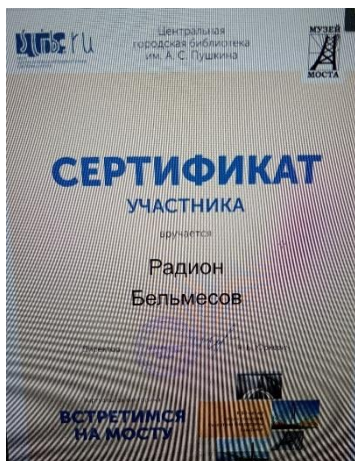 Центральная
городская библиотека
им. А. С. Пушкина
МУЗЕЙ
МОСТА
СЕРТИФИКАТ
УЧАСТНИКА
вручается
Радион
Бельмесов
ВСТРЕТИМСЯ
НА МОСТУ